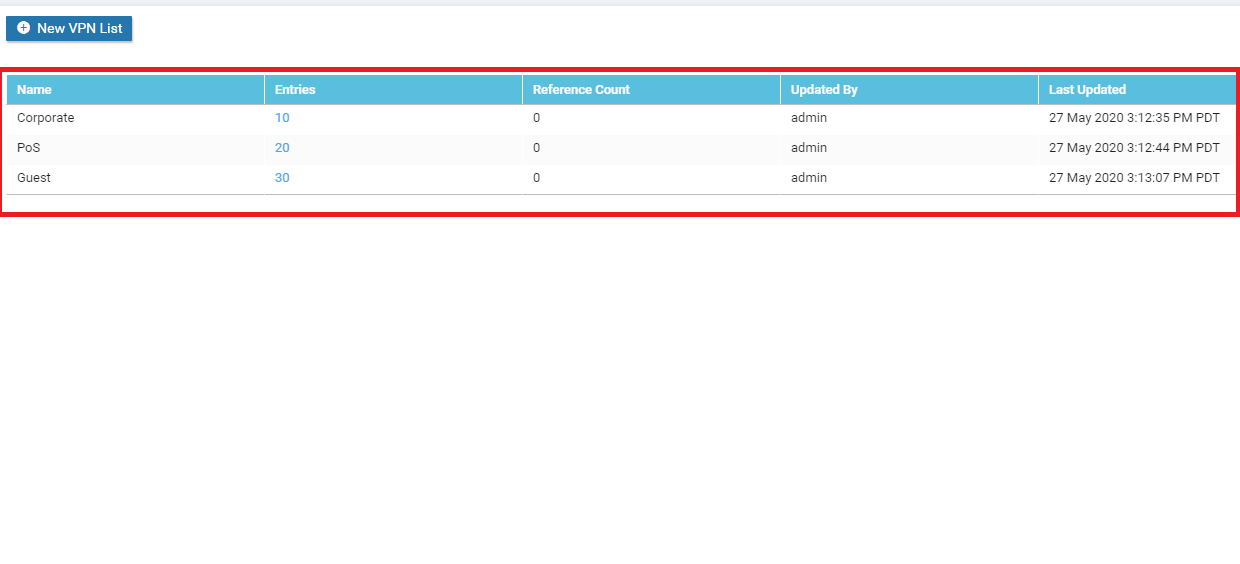 New VPN List
Name Entries Reference Count Updated By Last Updated
Corporate 10 0 admin 27 May 2020 3:12:35 PM PDT
PoS 20 0 admin 27 May 2020 3:12:44 PM PDT
Guest 30 0 admin 27 May 2020 3:13:07 PM PDT